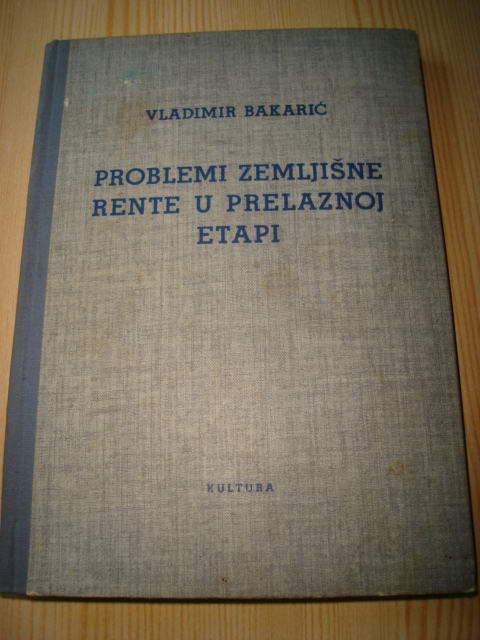 VLADIMIR BAKARIĆ
PROBLEMI ZEMLJIŠNE
RENTE U PRELAZNOJ
ETAPI
KULTURA